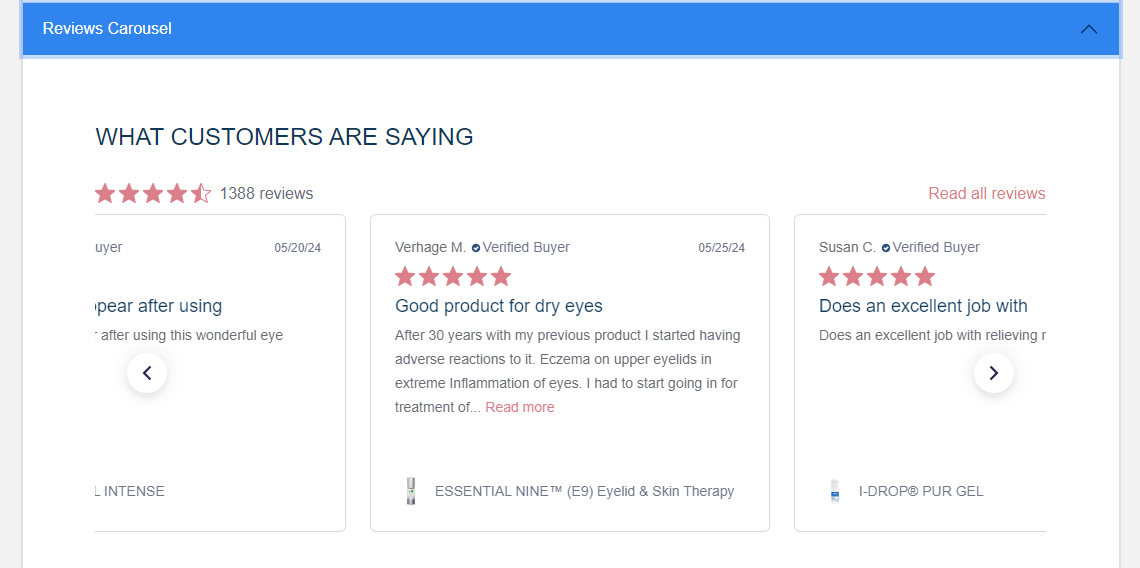 Reviews Carousel
WHAT CUSTOMERS ARE SAYING
1388 reviews
Read all reviews
05/20/24
after using
after using this wonderful eye
INTENSE
Verhage M. Verified Buyer
05/25/24
Good product for dry eyes
After 30 years with my previous product I started having
adverse reactions to it. Eczema on upper eyelids in
extreme Inflammation of eyes. I had to start going in for
treatment of... Read more
ESSENTIAL NINE™ (E9) Eyelid & Skin Therapy
Susan C. Verified Buyer
Does an excellent job with
Does an excellent job with relieving
I-DROP® PUR GEL